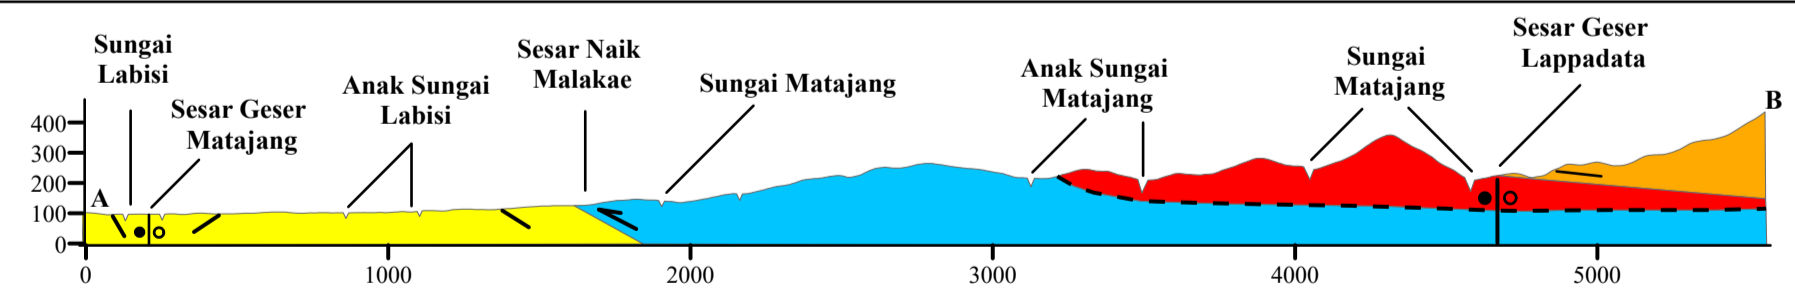 Sungai
Labisi
Sesar Geser
Matajang
Anak Sungai
Labisi
Sesar Naik
Malakae
Sungai Matajang
Anak Sungai
Matajang
Sungai
Matajang
Sesar Geser
Lappadata
A
B
400
300
200
100
0
0
1000
2000
3000
4000
5000